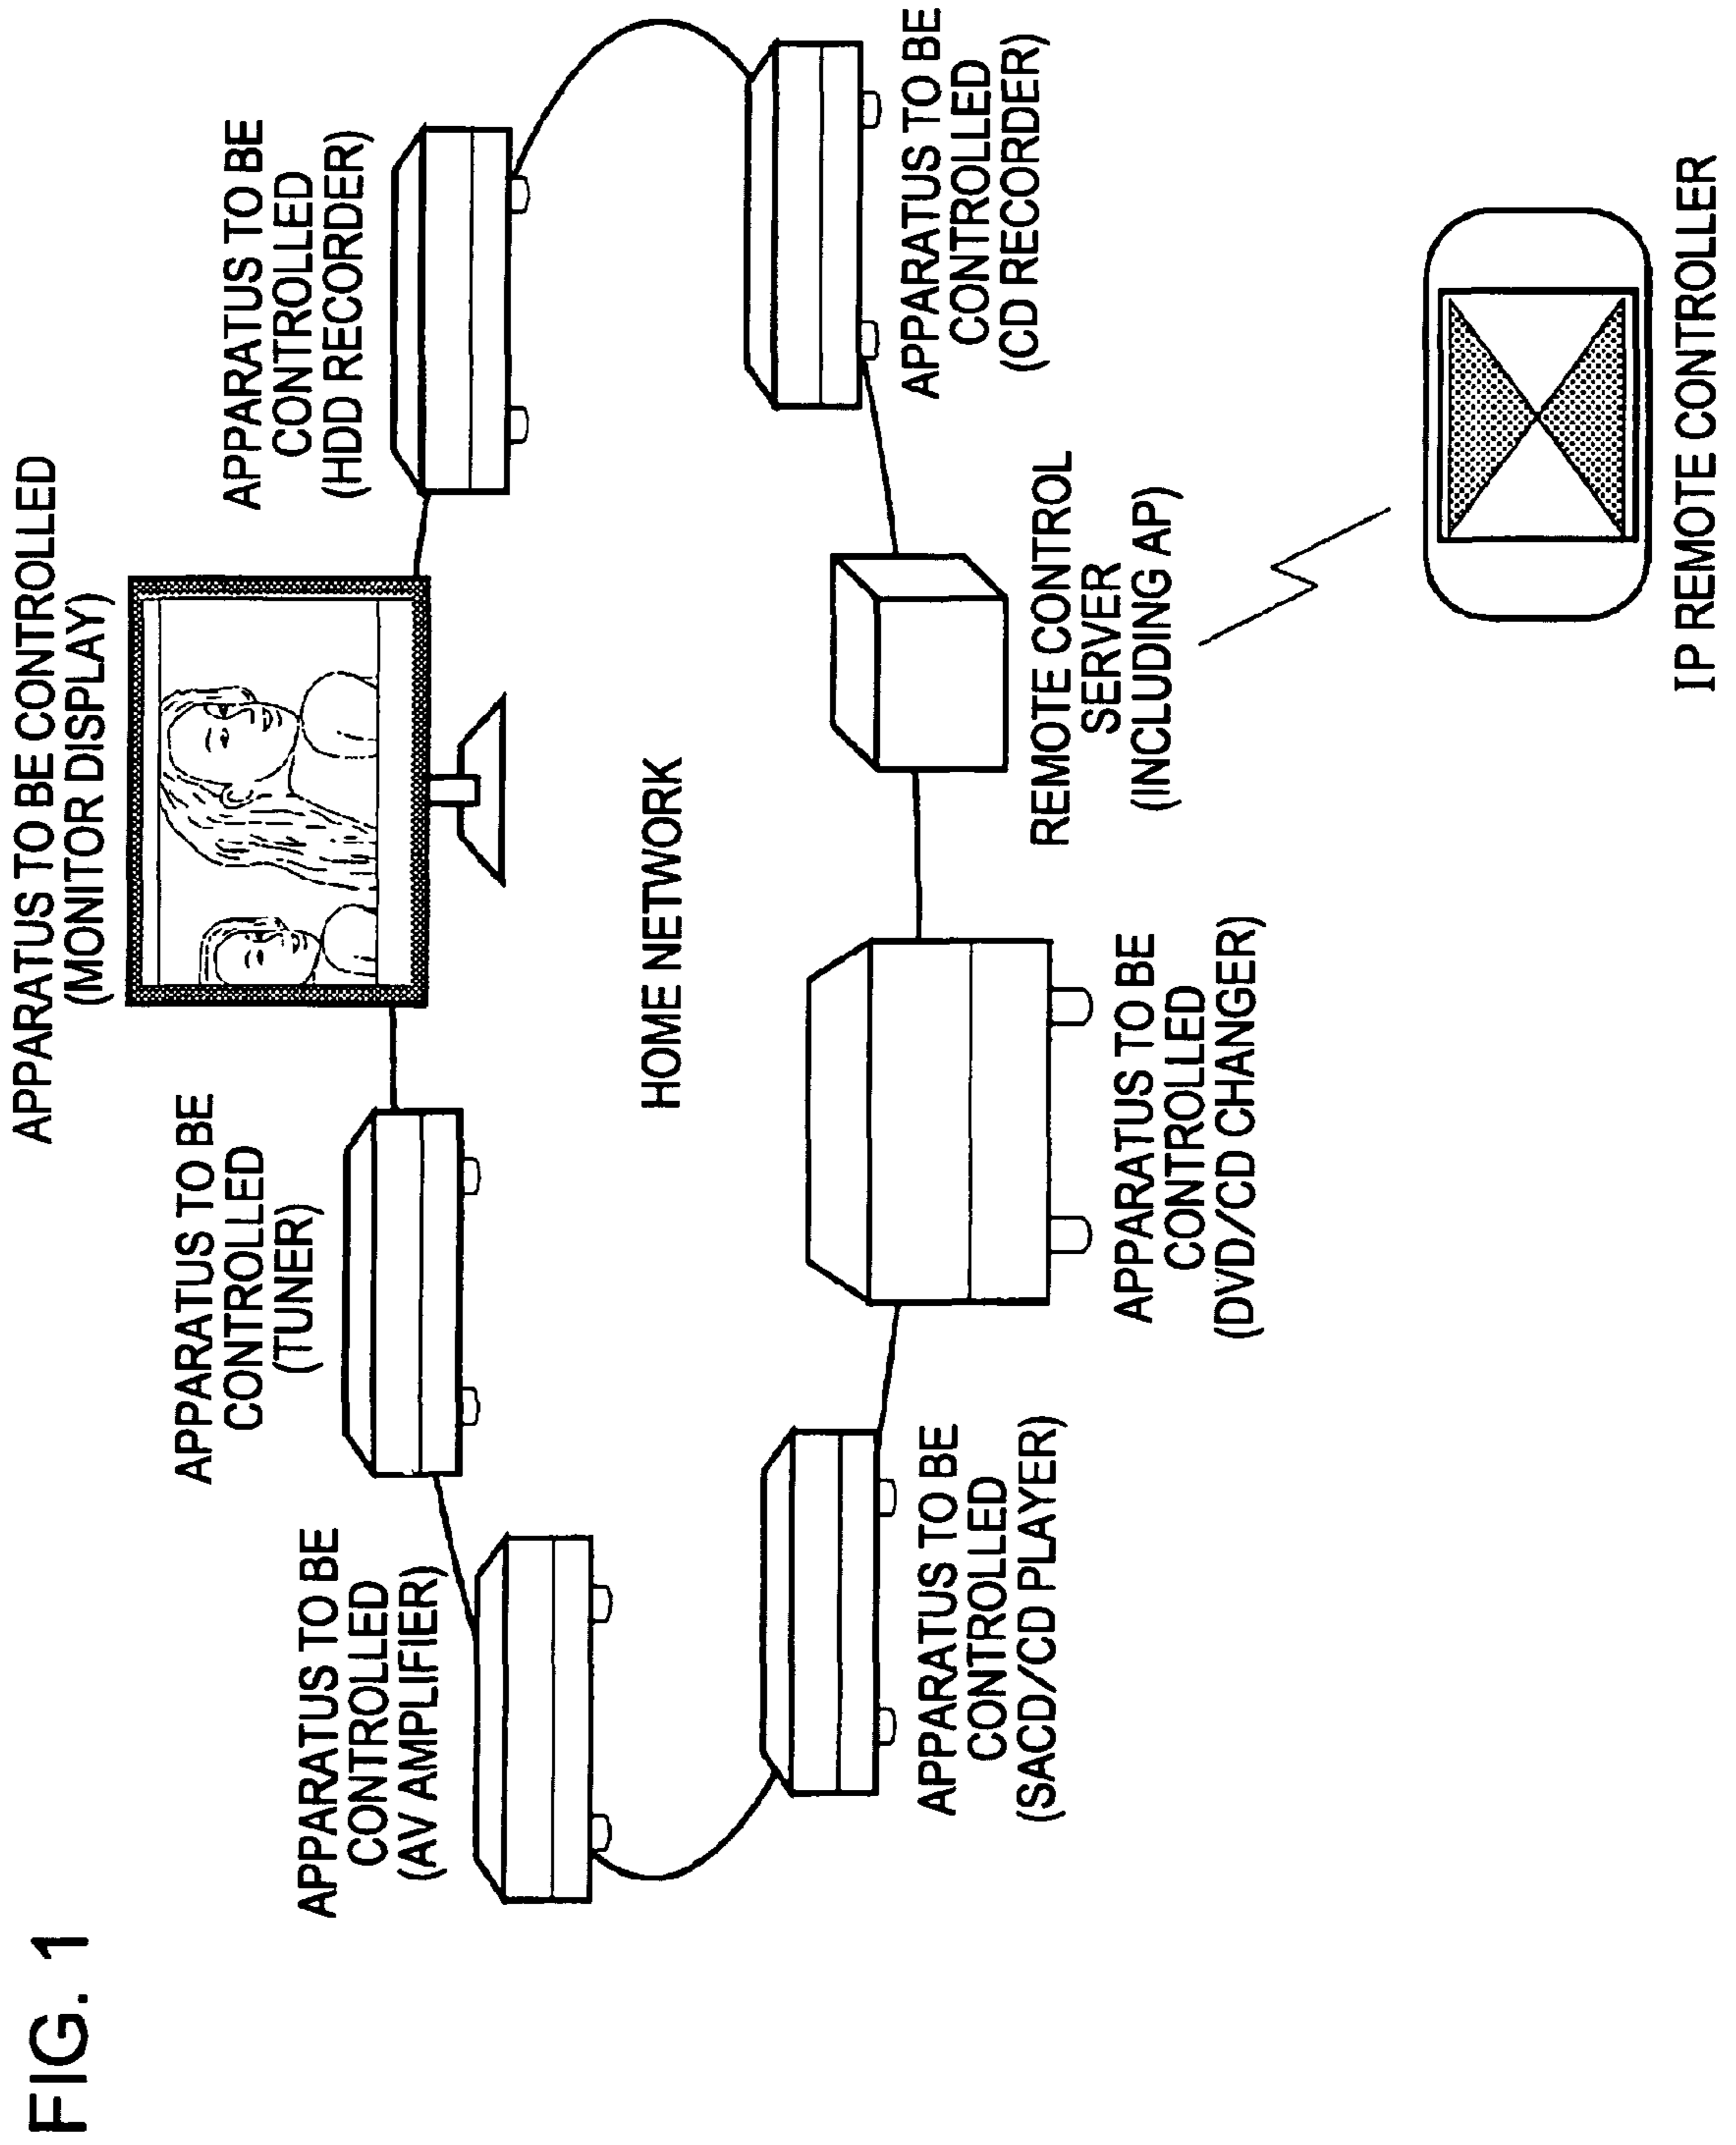 FIG. 1
APPARATUS TO BE CONTROLLED
(MONITOR DISPLAY)
APPARATUS TO BE
CONTROLLED
(TUNER)
APPARATUS TO BE
CONTROLLED
(HDD RECORDER)
APPARATUS TO BE
CONTROLLED
(AV AMPLIFIER)
HOME NETWORK
APPARATUS TO BE
CONTROLLED
(SACD/CD PLAYER)
APPARATUS TO BE
CONTROLLED
(DVD/CD CHANGER)
REMOTE CONTROL
SERVER
(INCLUDING AP)
APPARATUS TO BE
CONTROLLED
(CD RECORDER)
IP REMOTE CONTROLLER